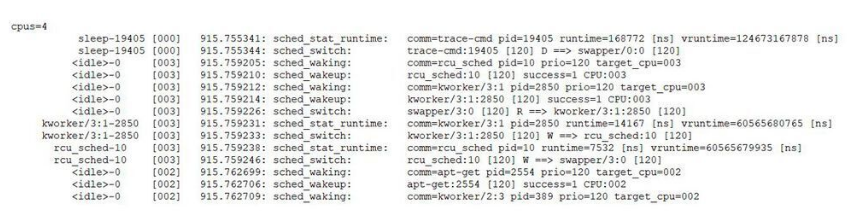 cpus=4
sleep-19405 [000] 915.755341: sched_stat_runtime: comm=trace-cmd pid=19405 runtime=168772 [ns] vruntime=124673167878 [ns]
sleep-19405 [000] 915.755344: sched_switch: trace-cmd:19405 [120] D ==> swapper/0:0 [120]
<idle>-0 [003] 915.759205: sched_waking: comm=rcu_sched pid=10 prio=120 target_cpu=003
<idle>-0 [003] 915.759210: sched_wakeup: rcu_sched:10 [120] success=1 CPU:003
<idle>-0 [003] 915.759212: sched_waking: comm=kworker/3:1 pid=2850 prio=120 target_cpu=003
<idle>-0 [003] 915.759214: sched_wakeup: kworker/3:1:2850 [120] success=1 CPU:003
<idle>-0 [003] 915.759226: sched_switch: swapper/3:0 [120] R ==> kworker/3:1:2850 [120]
kworker/3:1-2850 [003] 915.759231: sched_stat_runtime: comm=kworker/3:1 pid=2850 runtime=14167 [ns] vruntime=60565680765 [ns]
kworker/3:1-2850 [003] 915.759233: sched_switch: kworker/3:1:2850 [120] W ==> rcu_sched:10 [120]
rcu_sched-10 [003] 915.759238: sched_stat_runtime: comm=rcu_sched pid=10 runtime=7532 [ns] vruntime=60565679935 [ns]
rcu_sched-10 [003] 915.759246: sched_switch: rcu_sched:10 [120] W ==> swapper/3:0 [120]
<idle>-0 [002] 915.762699: sched_waking: comm=apt-get pid=2554 prio=120 target_cpu=002
<idle>-0 [002] 915.762706: sched_wakeup: apt-get:2554 [120] success=1 CPU:002
<idle>-0 [002] 915.762709: sched_waking: comm=kworker/2:3 pid=389 prio=120 target_cpu=002